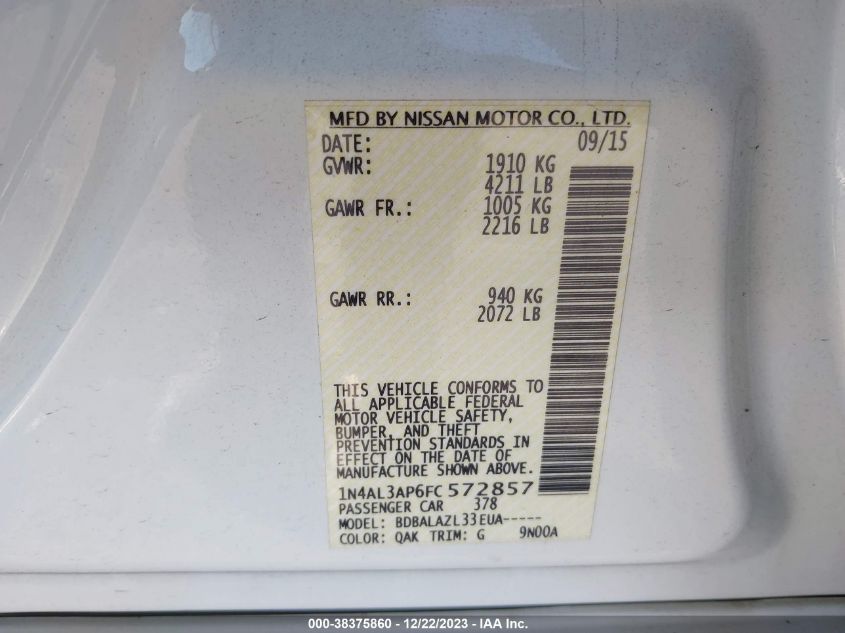 MFD BY NISSAN MOTOR CO., LTD.
DATE: 09/15
GVWR: 1910 KG
4211 LB
GAWR FR.: 1005 KG
2216 LB
GAWR RR.: 940 KG
2072 LB
THIS VEHICLE CONFORMS TO
ALL APPLICABLE FEDERAL
MOTOR VEHICLE SAFETY,
BUMPER, AND THEFT
PREVENTION STANDARDS IN
EFFECT ON THE DATE OF
MANUFACTURE SHOWN ABOVE.
1N4AL3AP6FC572857
PASSENGER CAR 378
MODEL: BDBALAZL33EUA-----
COLOR: QAK TRIM: G 9N00A
000-38375860 - 12/22/2023 - IAA Inc.